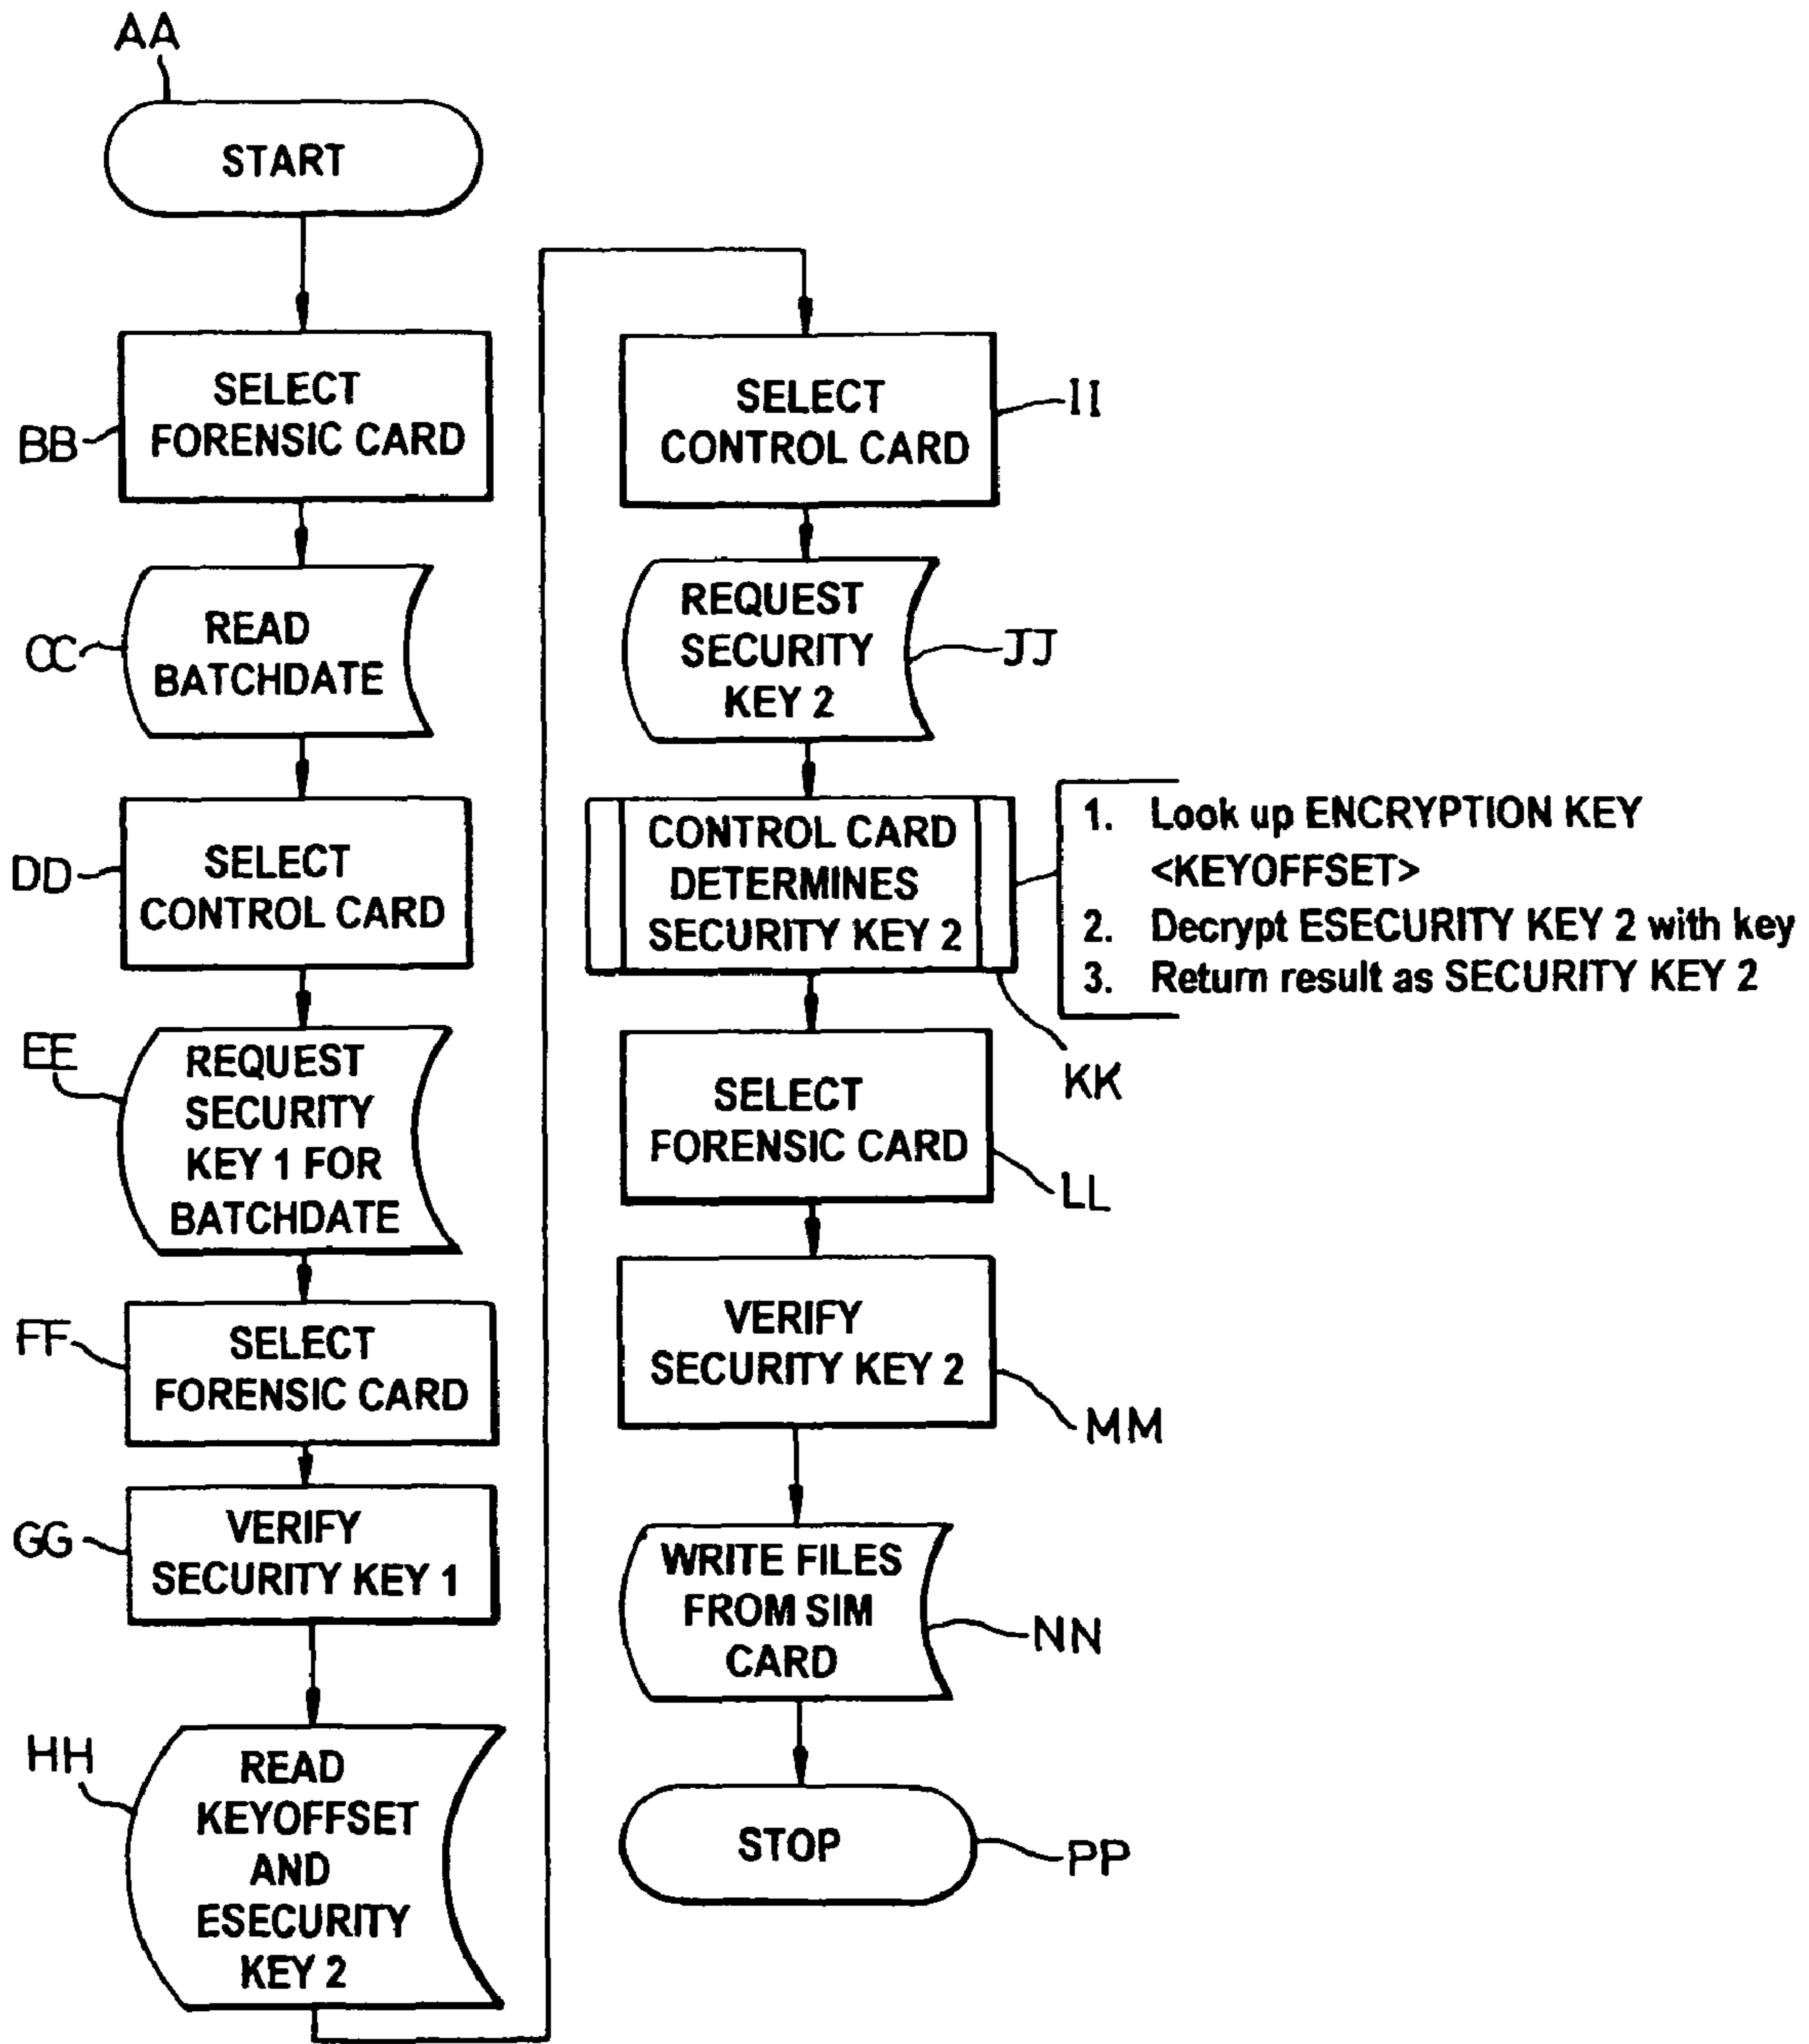 AA
START
BB
SELECT
FORENSIC CARD
CC
READ
BATCHDATE
DD
SELECT
CONTROL CARD
EE
REQUEST
SECURITY
KEY 1 FOR
BATCHDATE
FF
SELECT
FORENSIC CARD
GG
VERIFY
SECURITY KEY 1
HH
READ
KEYOFFSET
AND
ESECURITY
KEY 2
SELECT
CONTROL CARD
II
REQUEST
SECURITY
KEY 2
JJ
CONTROL CARD
DETERMINES
SECURITY KEY 2
KK
1. Look up ENCRYPTION KEY
<KEYOFFSET>
2. Decrypt ESECURITY KEY 2 with key
3. Return result as SECURITY KEY 2
SELECT
FORENSIC CARD
LL
VERIFY
SECURITY KEY 2
MM
WRITE FILES
FROM SIM
CARD
NN
STOP
PP